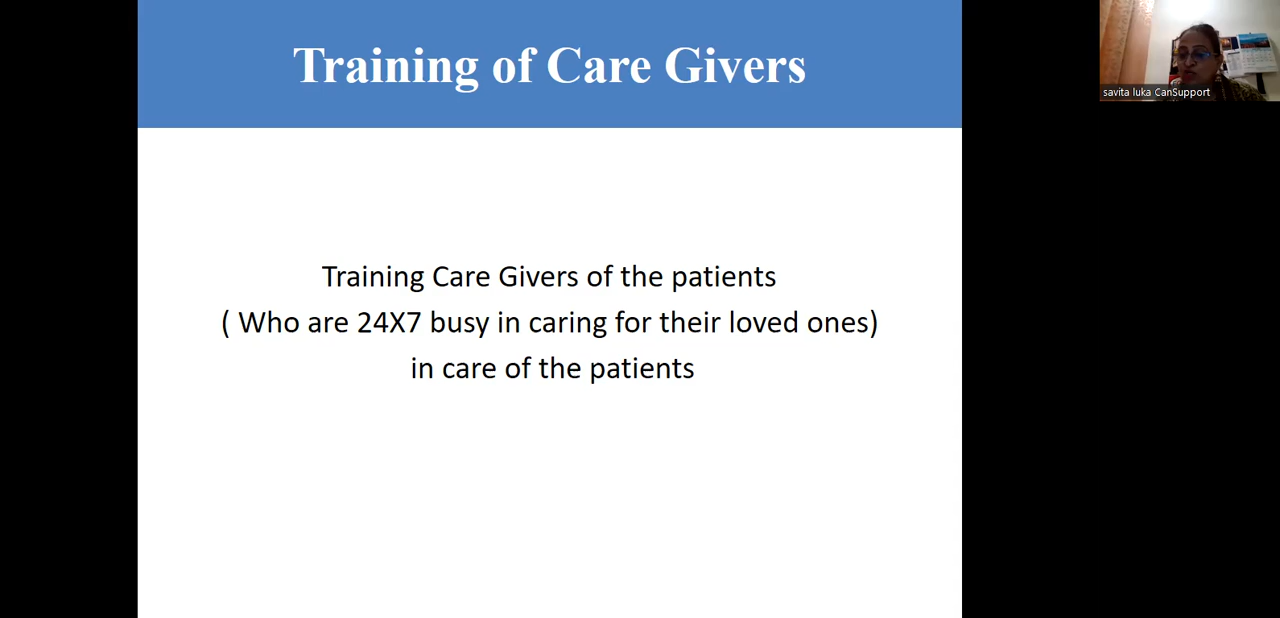 Training of Care Givers
savita luka CanSupport
Training Care Givers of the patients
( Who are 24X7 busy in caring for their loved ones)
in care of the patients